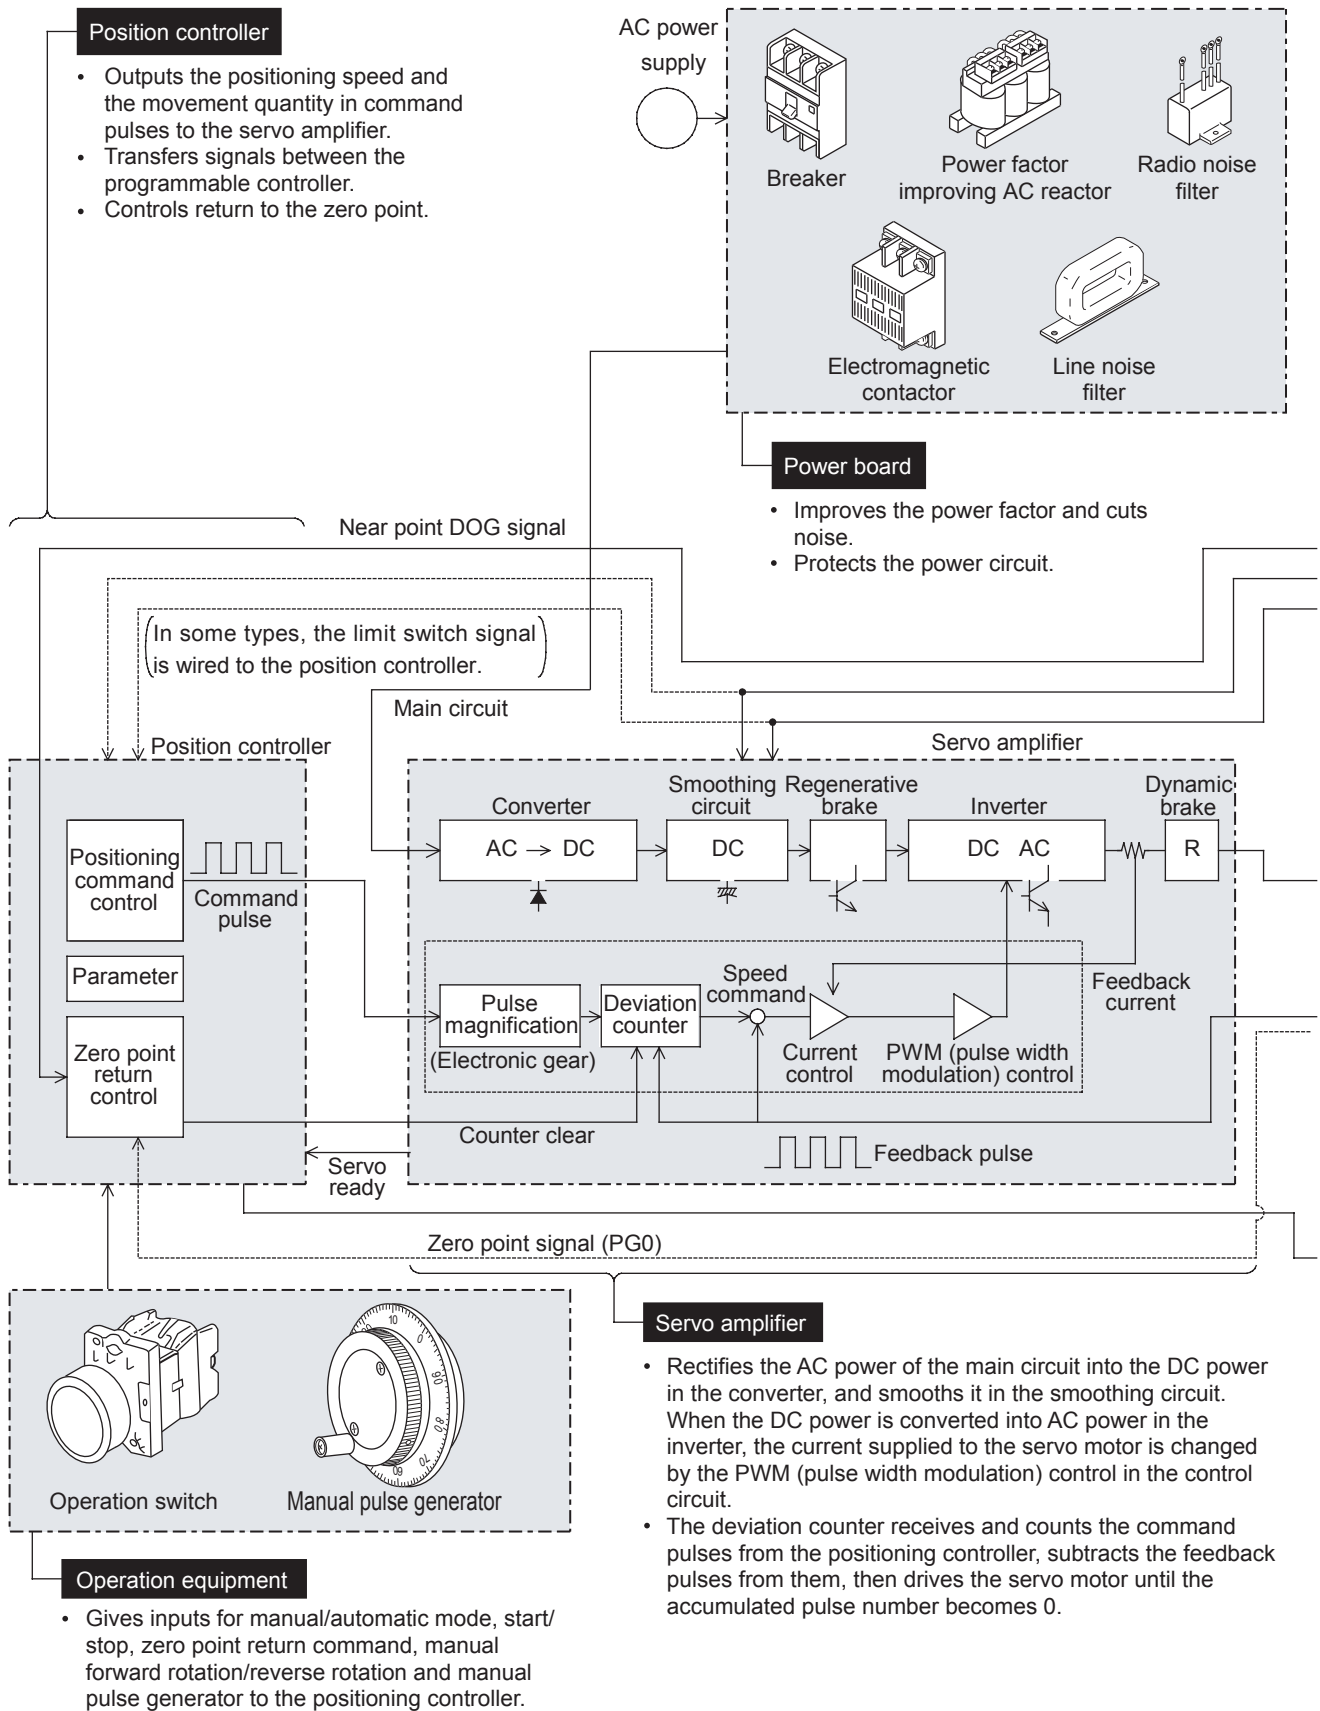 Position controller
• Outputs the positioning speed and
the movement quantity in command
pulses to the servo amplifier.
• Transfers signals between the
programmable controller.
• Controls return to the zero point.
AC power
supply
Breaker
Power factor
improving AC reactor
Radio noise
filter
Electromagnetic
contactor
Line noise
filter
Power board
• Improves the power factor and cuts
noise.
• Protects the power circuit.
Near point DOG signal
(In some types, the limit switch signal
is wired to the position controller.)
Main circuit
Position controller
Positioning
command
control
Command
pulse
Parameter
Zero point
return
control
Servo amplifier
Converter
AC → DC
Smoothing
circuit
DC
Regenerative
brake
Inverter
DC AC
Dynamic
brake
R
Pulse
magnification
(Electronic gear)
Deviation
counter
Speed
command
Current
control
PWM (pulse width
modulation) control
Feedback
current
Counter clear
Feedback pulse
Servo
ready
Zero point signal (PG0)
10
0
90
80
70
60
Operation switch
Manual pulse generator
Operation equipment
• Gives inputs for manual/automatic mode, start/
stop, zero point return command, manual
forward rotation/reverse rotation and manual
pulse generator to the positioning controller.
Servo amplifier
• Rectifies the AC power of the main circuit into the DC power
in the converter, and smooths it in the smoothing circuit.
When the DC power is converted into AC power in the
inverter, the current supplied to the servo motor is changed
by the PWM (pulse width modulation) control in the control
circuit.
• The deviation counter receives and counts the command
pulses from the positioning controller, subtracts the feedback
pulses from them, then drives the servo motor until the
accumulated pulse number becomes 0.